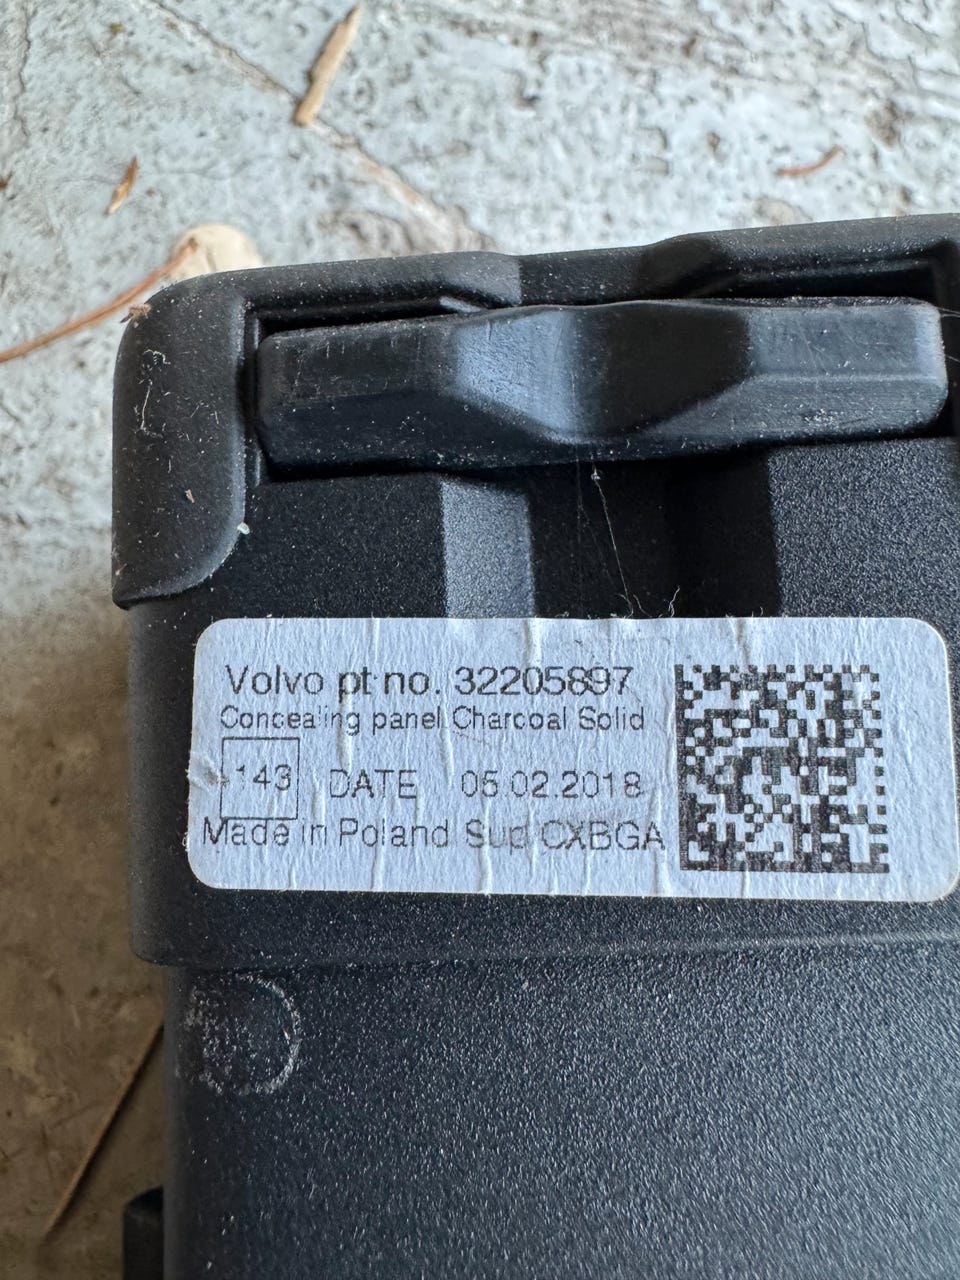 Volvo pt no. 32205897
Concealing panel Charcoal Solid
143 DATE 05.02.2018
Made in Poland Sup CXBGA